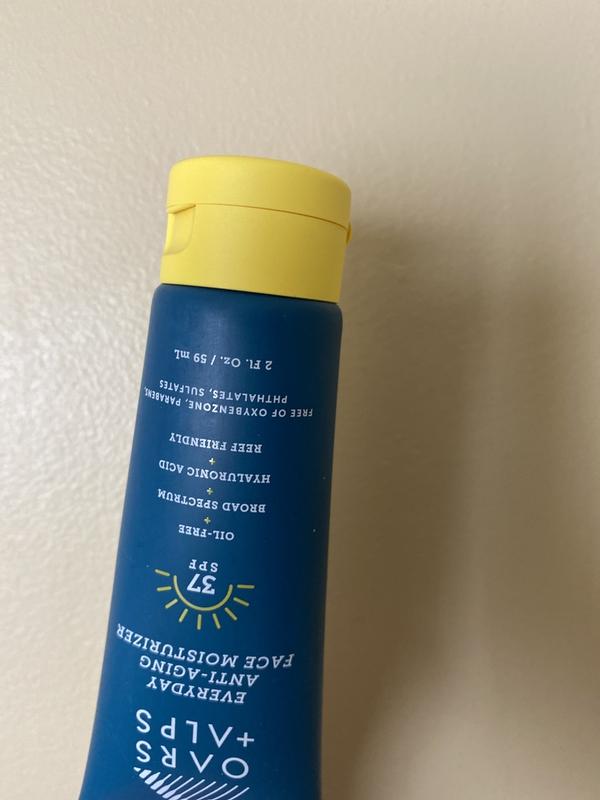 OARS
+ALPS
EVERYDAY
ANTI-AGING
FACE MOISTURIZER
37
SPF
OIL-FREE
+
BROAD SPECTRUM
+
HYALURONIC ACID
+
REEF FRIENDLY
FREE OF OXYBENZONE, PARABENS,
PHTHALATES, SULFATES
2 Fl. Oz. / 59 mL